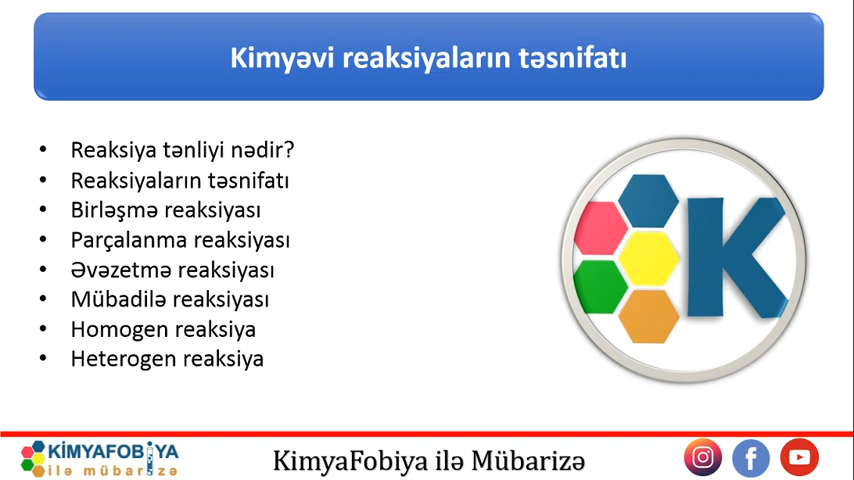 Kimyəvi reaksiyaların təsnifatı
• Reaksiya tənliyi nədir?
• Reaksiyaların təsnifatı
• Birləşmə reaksiyası
• Parçalanma reaksiyası
• Əvəzetmə reaksiyası
• Mübadilə reaksiyası
• Homogen reaksiya
• Heterogen reaksiya
K
KİMYAFOBİYA
ilə mübarizə
KimyaFobiya ilə Mübarizə